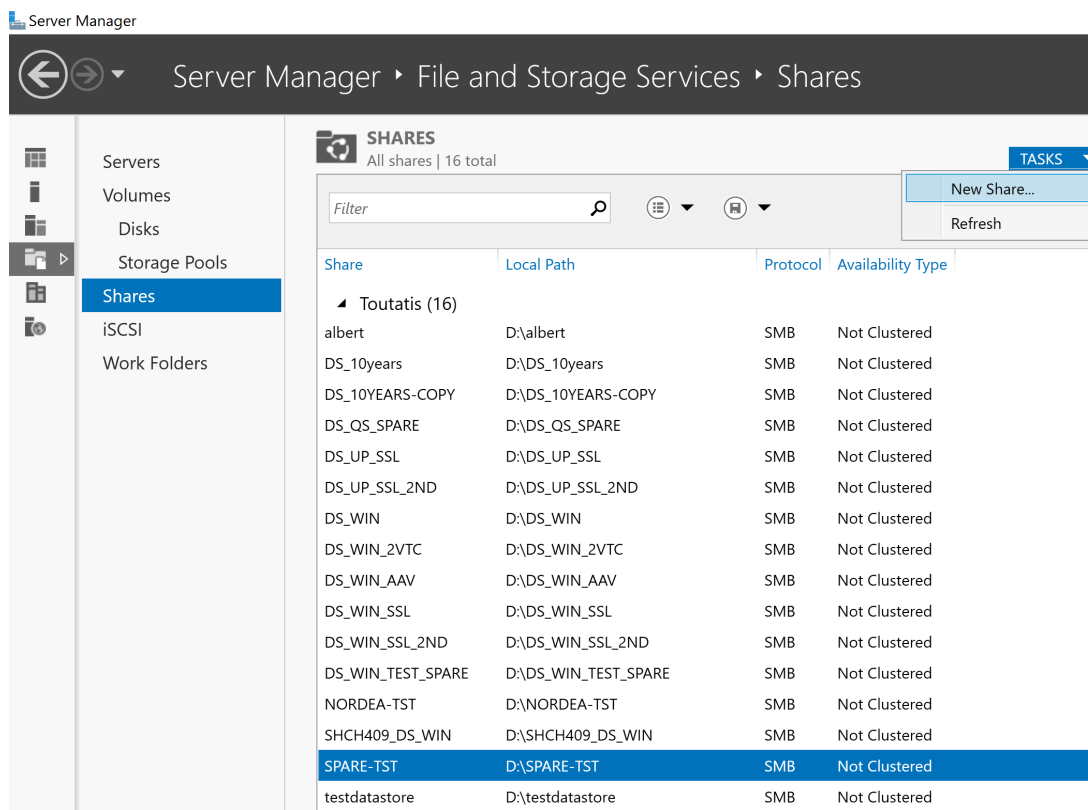 Server Manager
Server Manager ‣ File and Storage Services ‣ Shares
Servers
Volumes
Disks
Storage Pools
Shares
iSCSI
Work Folders
SHARES
All shares | 16 total
TASKS
New Share...
Refresh
Filter
Share Local Path Protocol Availability Type
Toutatis (16)
albert D:\albert SMB Not Clustered
DS_10years D:\DS_10years SMB Not Clustered
DS_10YEARS-COPY D:\DS_10YEARS-COPY SMB Not Clustered
DS_QS_SPARE D:\DS_QS_SPARE SMB Not Clustered
DS_UP_SSL D:\DS_UP_SSL SMB Not Clustered
DS_UP_SSL_2ND D:\DS_UP_SSL_2ND SMB Not Clustered
DS_WIN D:\DS_WIN SMB Not Clustered
DS_WIN_2VTC D:\DS_WIN_2VTC SMB Not Clustered
DS_WIN_AAV D:\DS_WIN_AAV SMB Not Clustered
DS_WIN_SSL D:\DS_WIN_SSL SMB Not Clustered
DS_WIN_SSL_2ND D:\DS_WIN_SSL_2ND SMB Not Clustered
DS_WIN_TEST_SPARE D:\DS_WIN_TEST_SPARE SMB Not Clustered
NORDEA-TST D:\NORDEA-TST SMB Not Clustered
SHCH409_DS_WIN D:\SHCH409_DS_WIN SMB Not Clustered
SPARE-TST D:\SPARE-TST SMB Not Clustered
testdatastore D:\testdatastore SMB Not Clustered